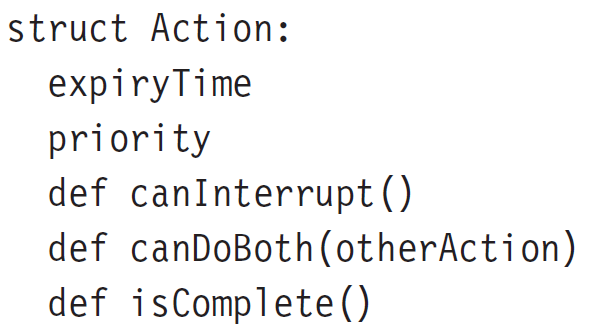 struct Action:
  expiryTime
  priority
  def canInterrupt()
  def canDoBoth(otherAction)
  def isComplete()